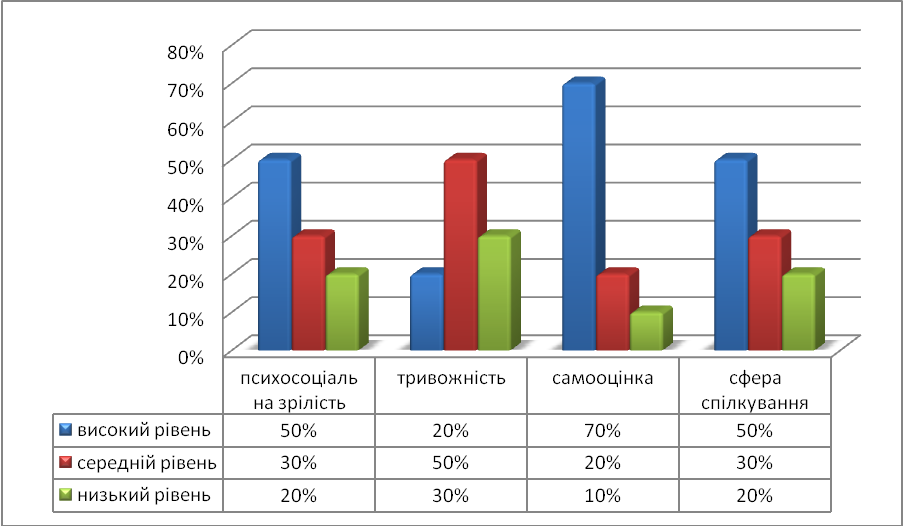 80%
70%
60%
50%
40%
30%
20%
10%
0%
психосоціаль тривожність самооцінка сфера
на зрілість спілкування
високий рівень 50% 20% 70% 50%
середній рівень 30% 50% 20% 30%
низький рівень 20% 30% 10% 20%